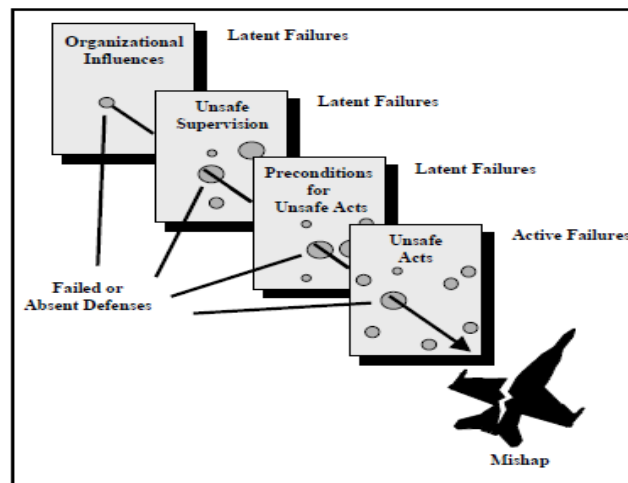 Organizational
Influences
Latent Failures
Unsafe
Supervision
Latent Failures
Preconditions
for
Unsafe Acts
Latent Failures
Unsafe
Acts
Active Failures
Failed or
Absent Defenses
Mishap